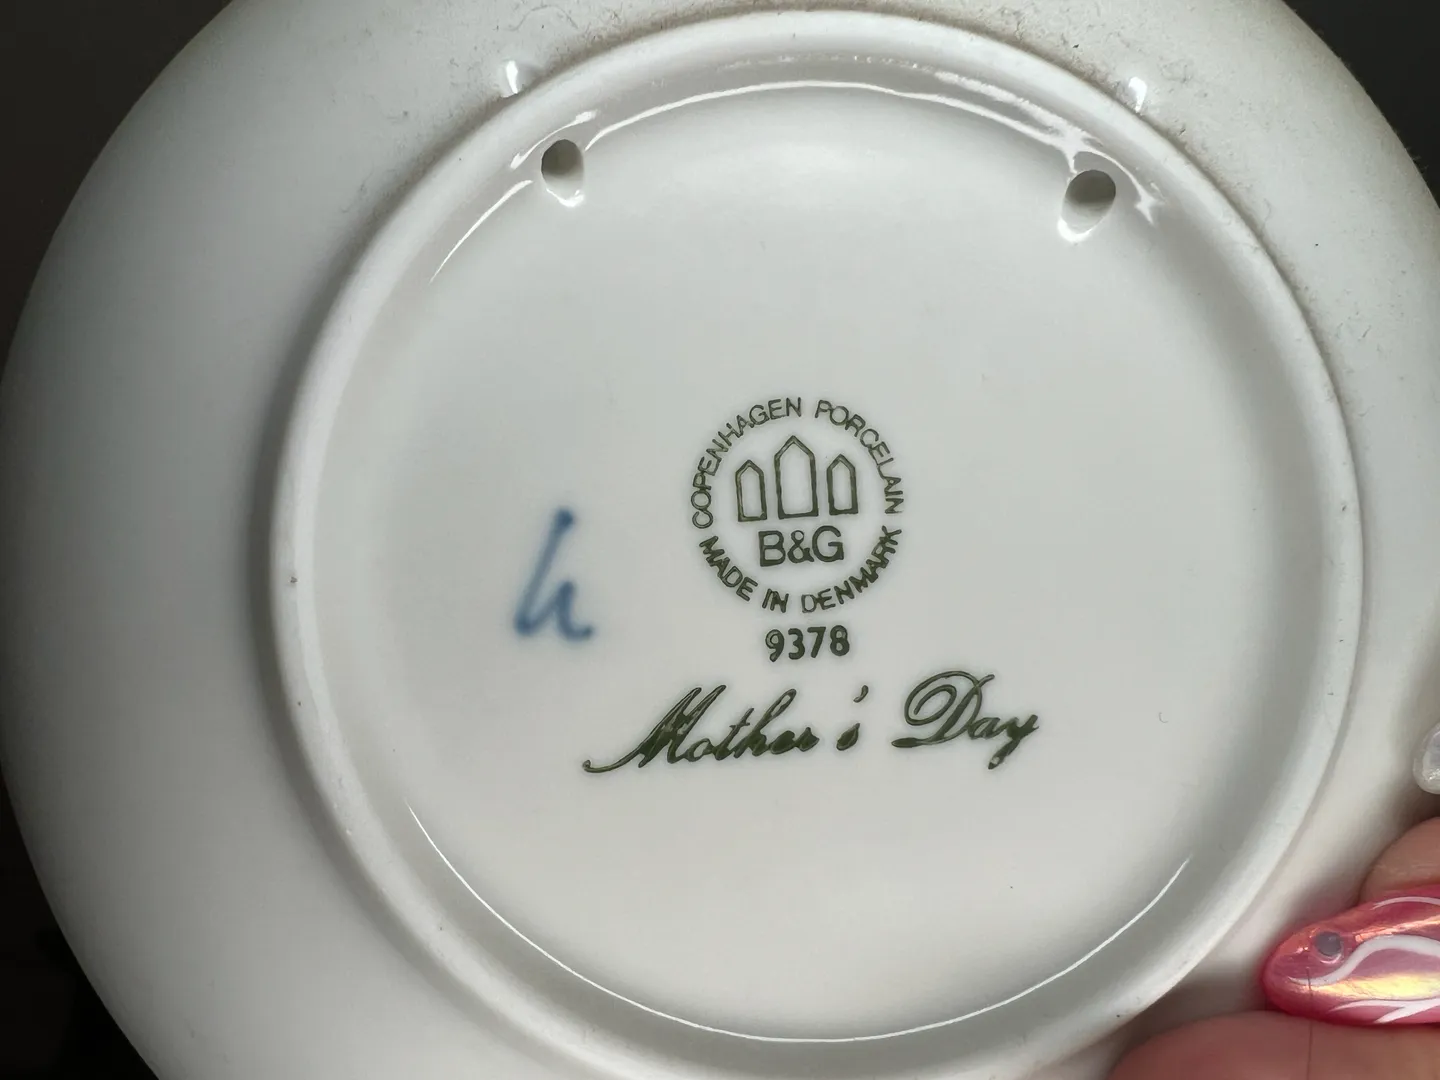 COPENHAGEN PORCELAIN
B&G
MADE IN DENMARK
9378
Mother's Day
h